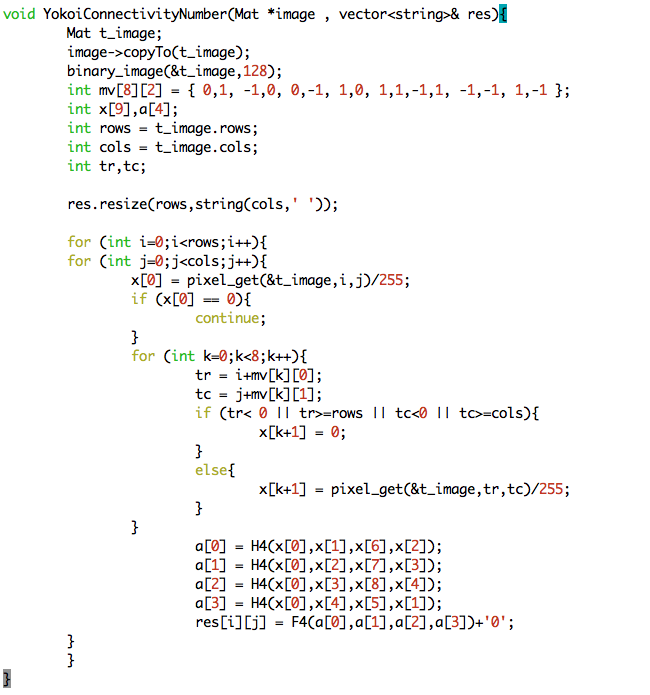 void YokoiConnectivityNumber(Mat *image , vector<string>& res){
        Mat t_image;
        image->copyTo(t_image);
        binary_image(&t_image,128);
        int mv[8][2] = { 0,1, -1,0, 0,-1, 1,0, 1,1,-1,1, -1,-1, 1,-1 };
        int x[9],a[4];
        int rows = t_image.rows;
        int cols = t_image.cols;
        int tr,tc;

        res.resize(rows,string(cols,' '));

        for (int i=0;i<rows;i++){
        for (int j=0;j<cols;j++){
                x[0] = pixel_get(&t_image,i,j)/255;
                if (x[0] == 0){
                        continue;
                }
                for (int k=0;k<8;k++){
                        tr = i+mv[k][0];
                        tc = j+mv[k][1];
                        if (tr< 0 || tr>=rows || tc<0 || tc>=cols){
                                x[k+1] = 0;
                        }
                        else{
                                x[k+1] = pixel_get(&t_image,tr,tc)/255;
                        }
                }
                        a[0] = H4(x[0],x[1],x[6],x[2]);
                        a[1] = H4(x[0],x[2],x[7],x[3]);
                        a[2] = H4(x[0],x[3],x[8],x[4]);
                        a[3] = H4(x[0],x[4],x[5],x[1]);
                        res[i][j] = F4(a[0],a[1],a[2],a[3])+'0';
        }
        }
}